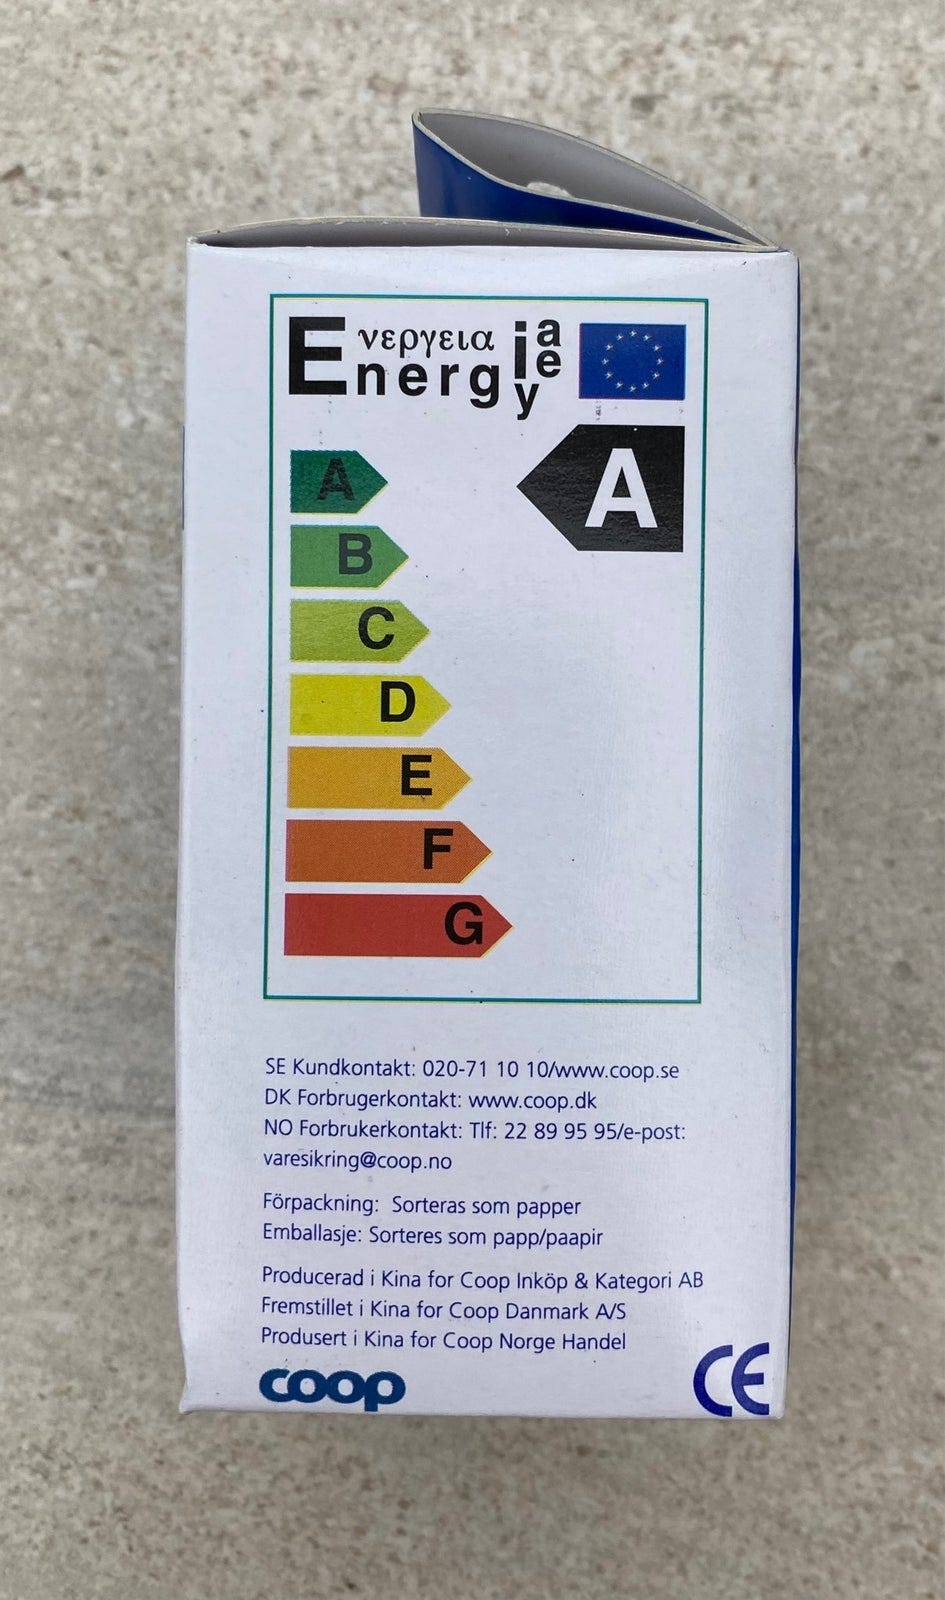 Ενεργεια
Energ
ia
ie
y
A
A
B
C
D
E
F
G
SE Kundkontakt: 020-71 10 10/www.coop.se
DK Forbrugerkontakt: www.coop.dk
NO Forbrukerkontakt: Tlf: 22 89 95 95/e-post:
varesikring@coop.no
Förpackning: Sorteras som papper
Emballasje: Sorteres som papp/paapir
Producerad i Kina for Coop Inköp & Kategori AB
Fremstillet i Kina for Coop Danmark A/S
Produsert i Kina for Coop Norge Handel
coop
CE